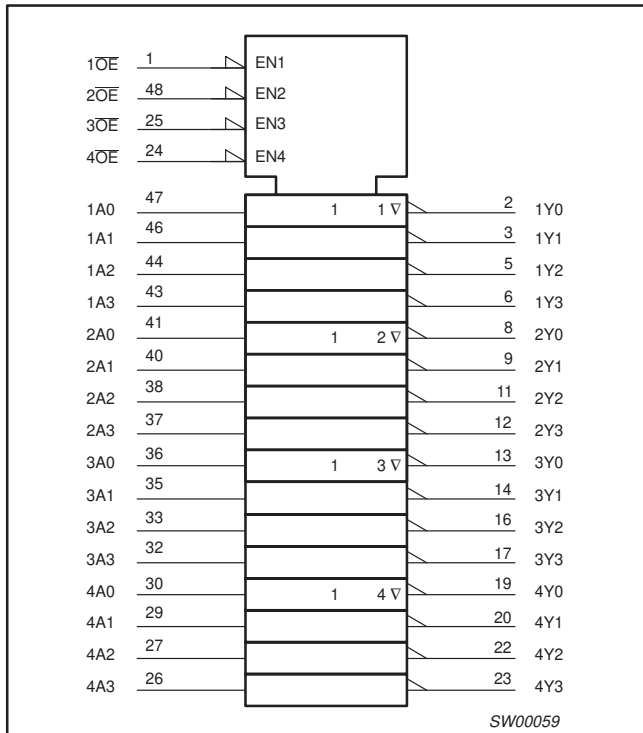 1O̅E̅ 1 EN1
2O̅E̅ 48 EN2
3O̅E̅ 25 EN3
4O̅E̅ 24 EN4
1A0 47 1 1 ∇ 2 1Y0
1A1 46 3 1Y1
1A2 44 5 1Y2
1A3 43 6 1Y3
2A0 41 1 2 ∇ 8 2Y0
2A1 40 9 2Y1
2A2 38 11 2Y2
2A3 37 12 2Y3
3A0 36 1 3 ∇ 13 3Y0
3A1 35 14 3Y1
3A2 33 16 3Y2
3A3 32 17 3Y3
4A0 30 1 4 ∇ 19 4Y0
4A1 29 20 4Y1
4A2 27 22 4Y2
4A3 26 23 4Y3
SW00059